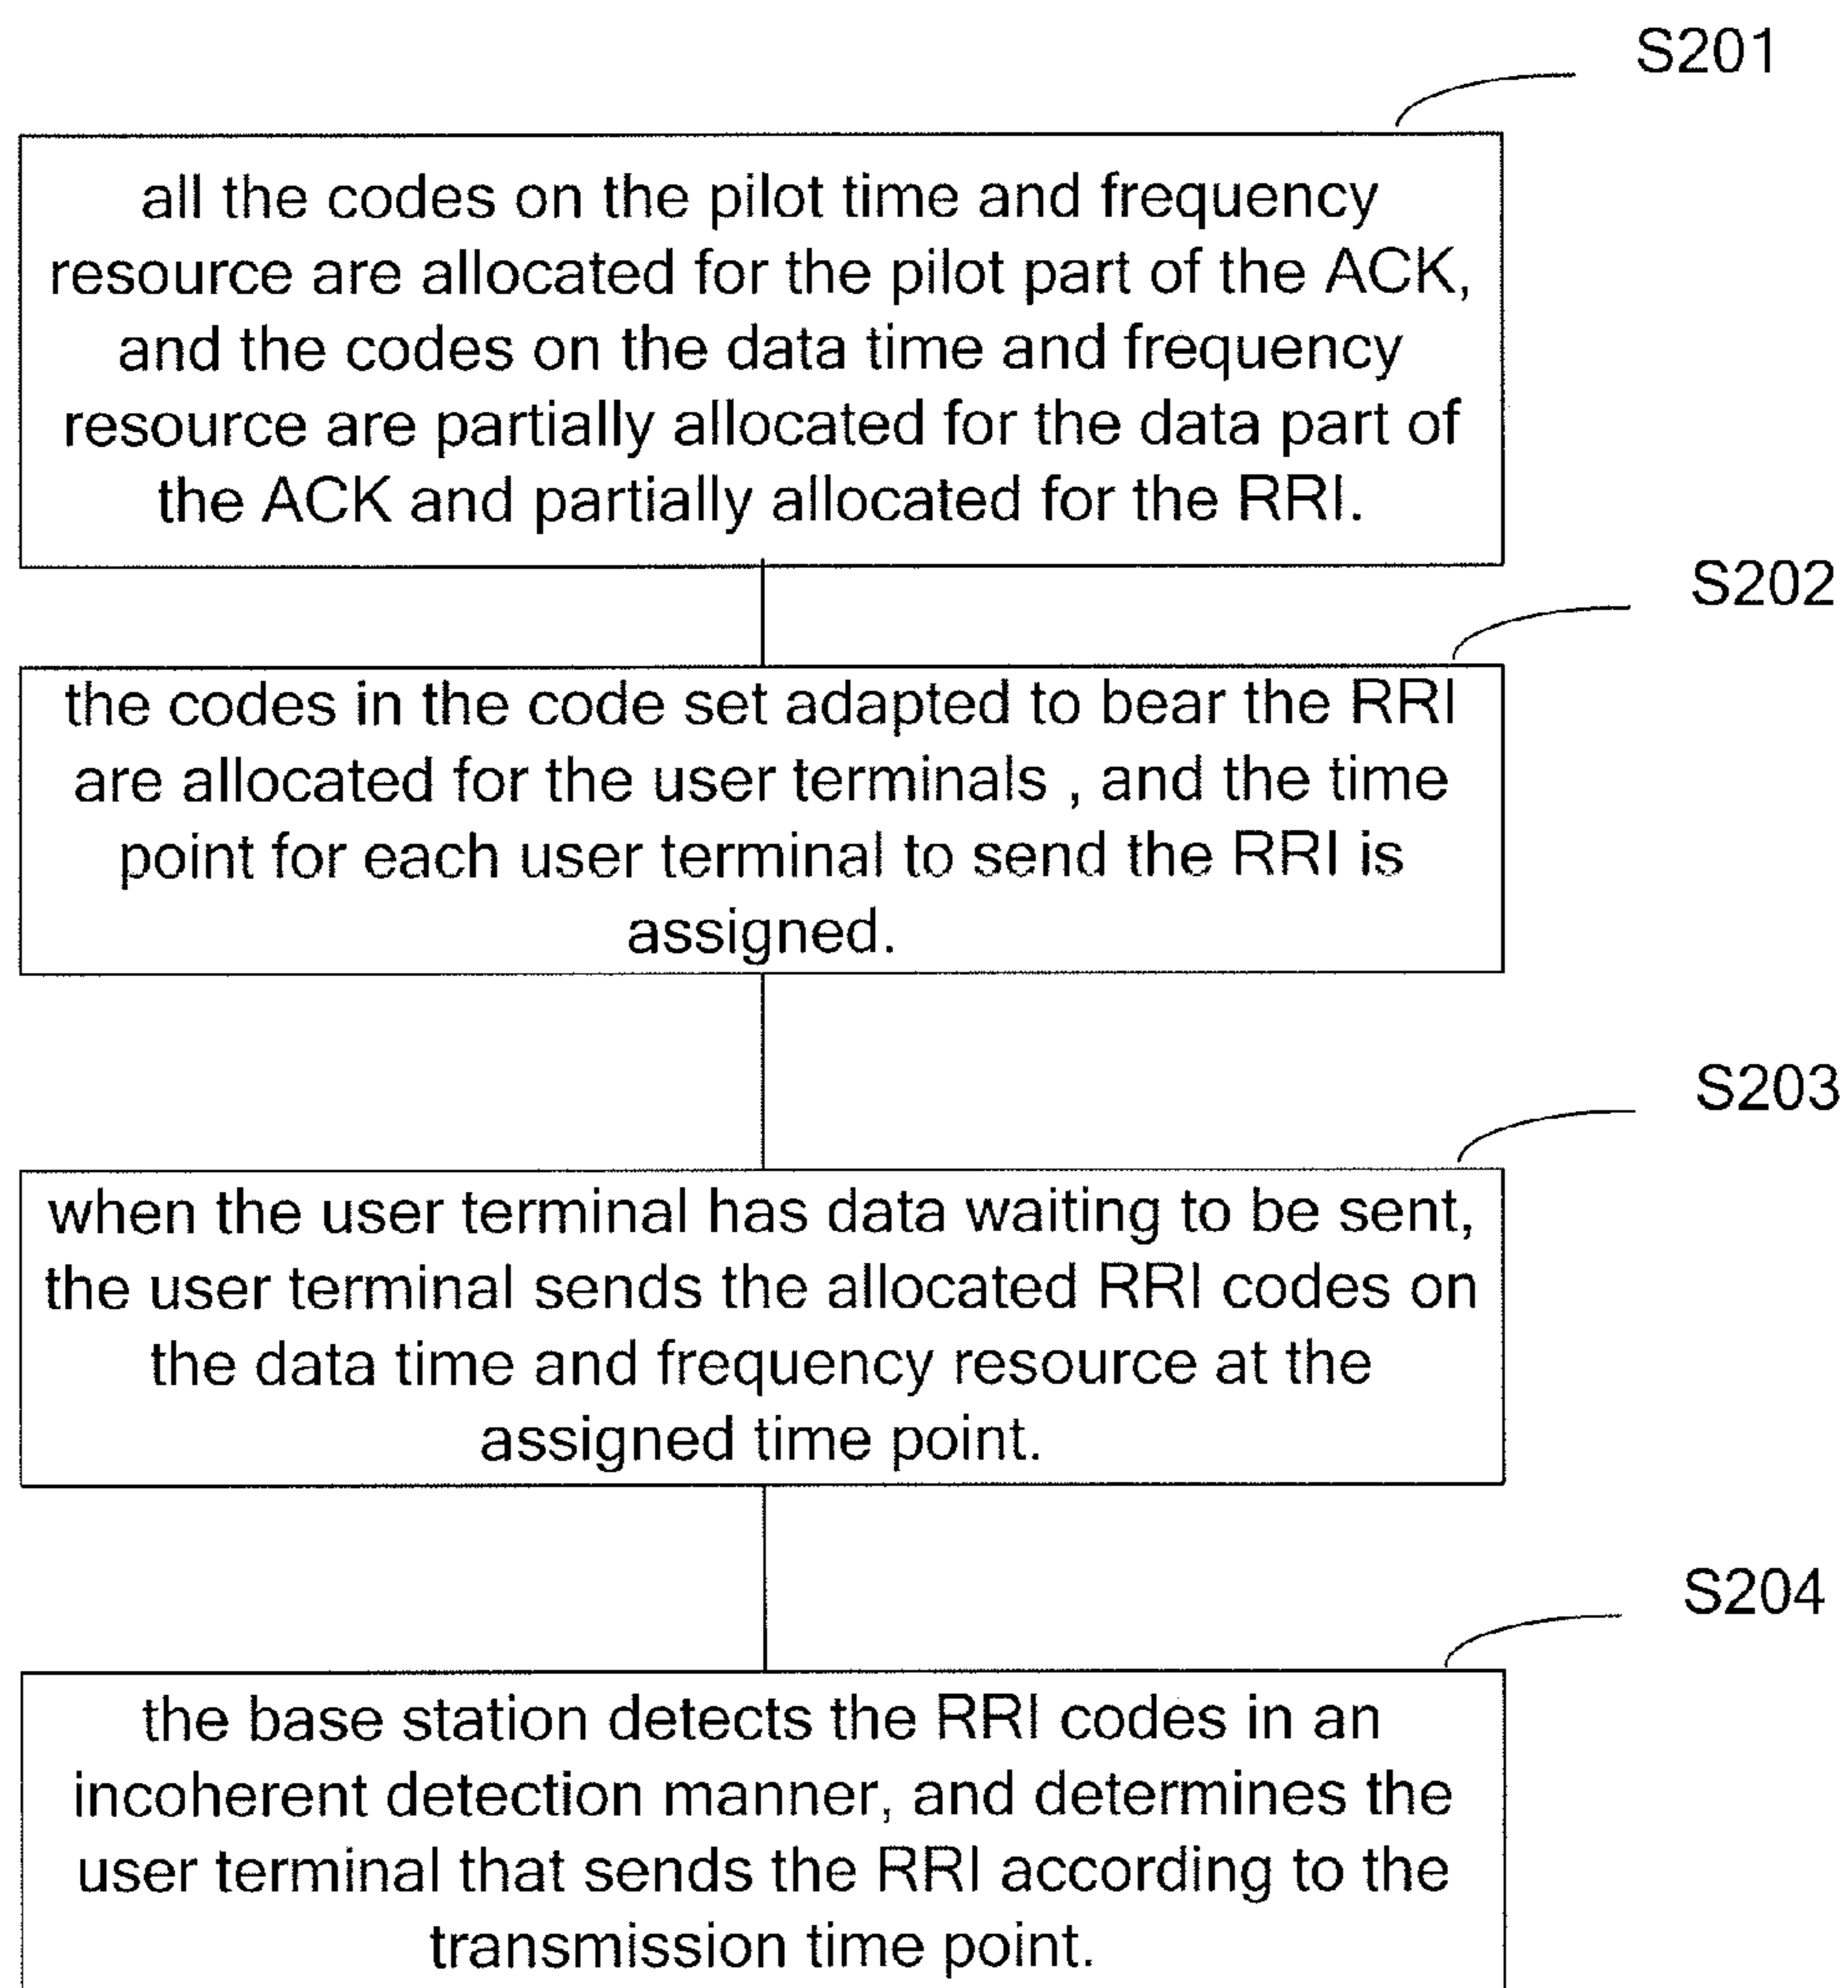 S201
all the codes on the pilot time and frequency
resource are allocated for the pilot part of the ACK,
and the codes on the data time and frequency
resource are partially allocated for the data part of
the ACK and partially allocated for the RRI.
S202
the codes in the code set adapted to bear the RRI
are allocated for the user terminals , and the time
point for each user terminal to send the RRI is
assigned.
S203
when the user terminal has data waiting to be sent,
the user terminal sends the allocated RRI codes on
the data time and frequency resource at the
assigned time point.
S204
the base station detects the RRI codes in an
incoherent detection manner, and determines the
user terminal that sends the RRI according to the
transmission time point.